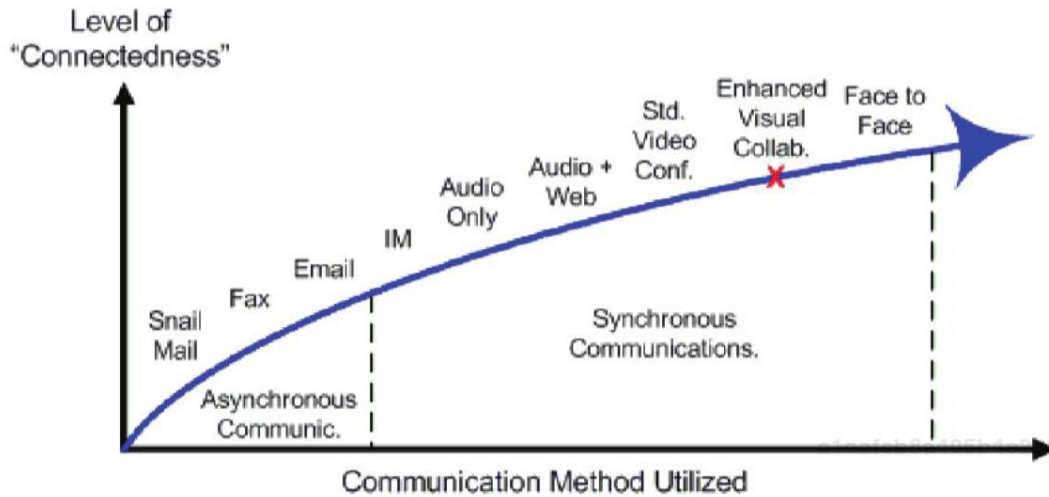 Level of
"Connectedness"
Snail
Mail
Fax
Email
IM
Audio
Only
Audio +
Web
Std.
Video
Conf.
Enhanced
Visual
Collab.
Face to
Face
Asynchronous
Communic.
Synchronous
Communications.
Communication Method Utilized